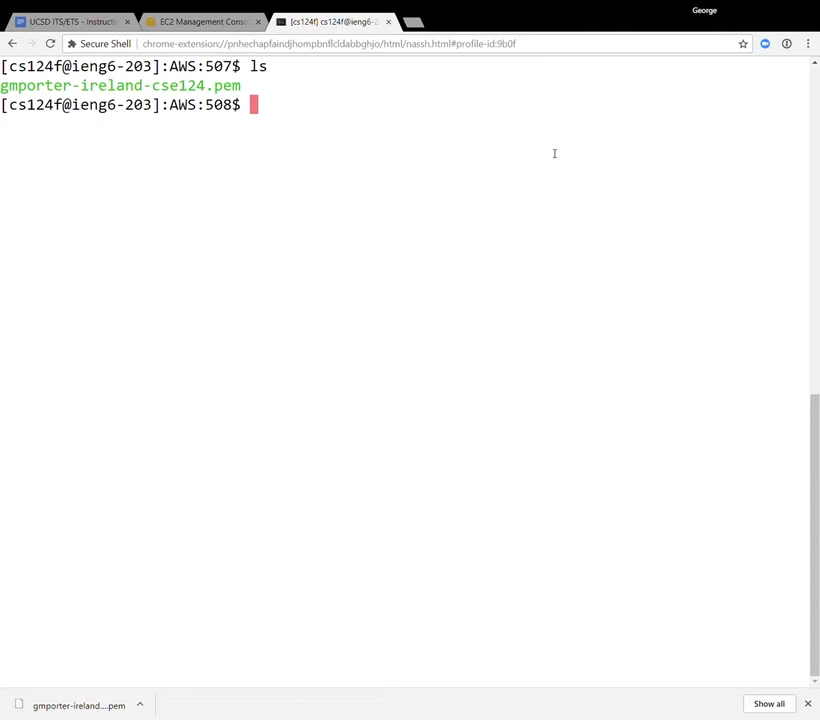 George
UCSD ITS/ETS - Instructi
EC2 Management Conso
[cs124f] cs124f@ieng6-2
Secure Shell
chrome-extension://pnhechapfaindjhompbnflcldabbghjo/html/nassh.html#profile-id:9b0f
[cs124f@ieng6-203]:AWS:507$ ls
gmporter-ireland-cse124.pem
[cs124f@ieng6-203]:AWS:508$
gmporter-ireland....pem
Show all